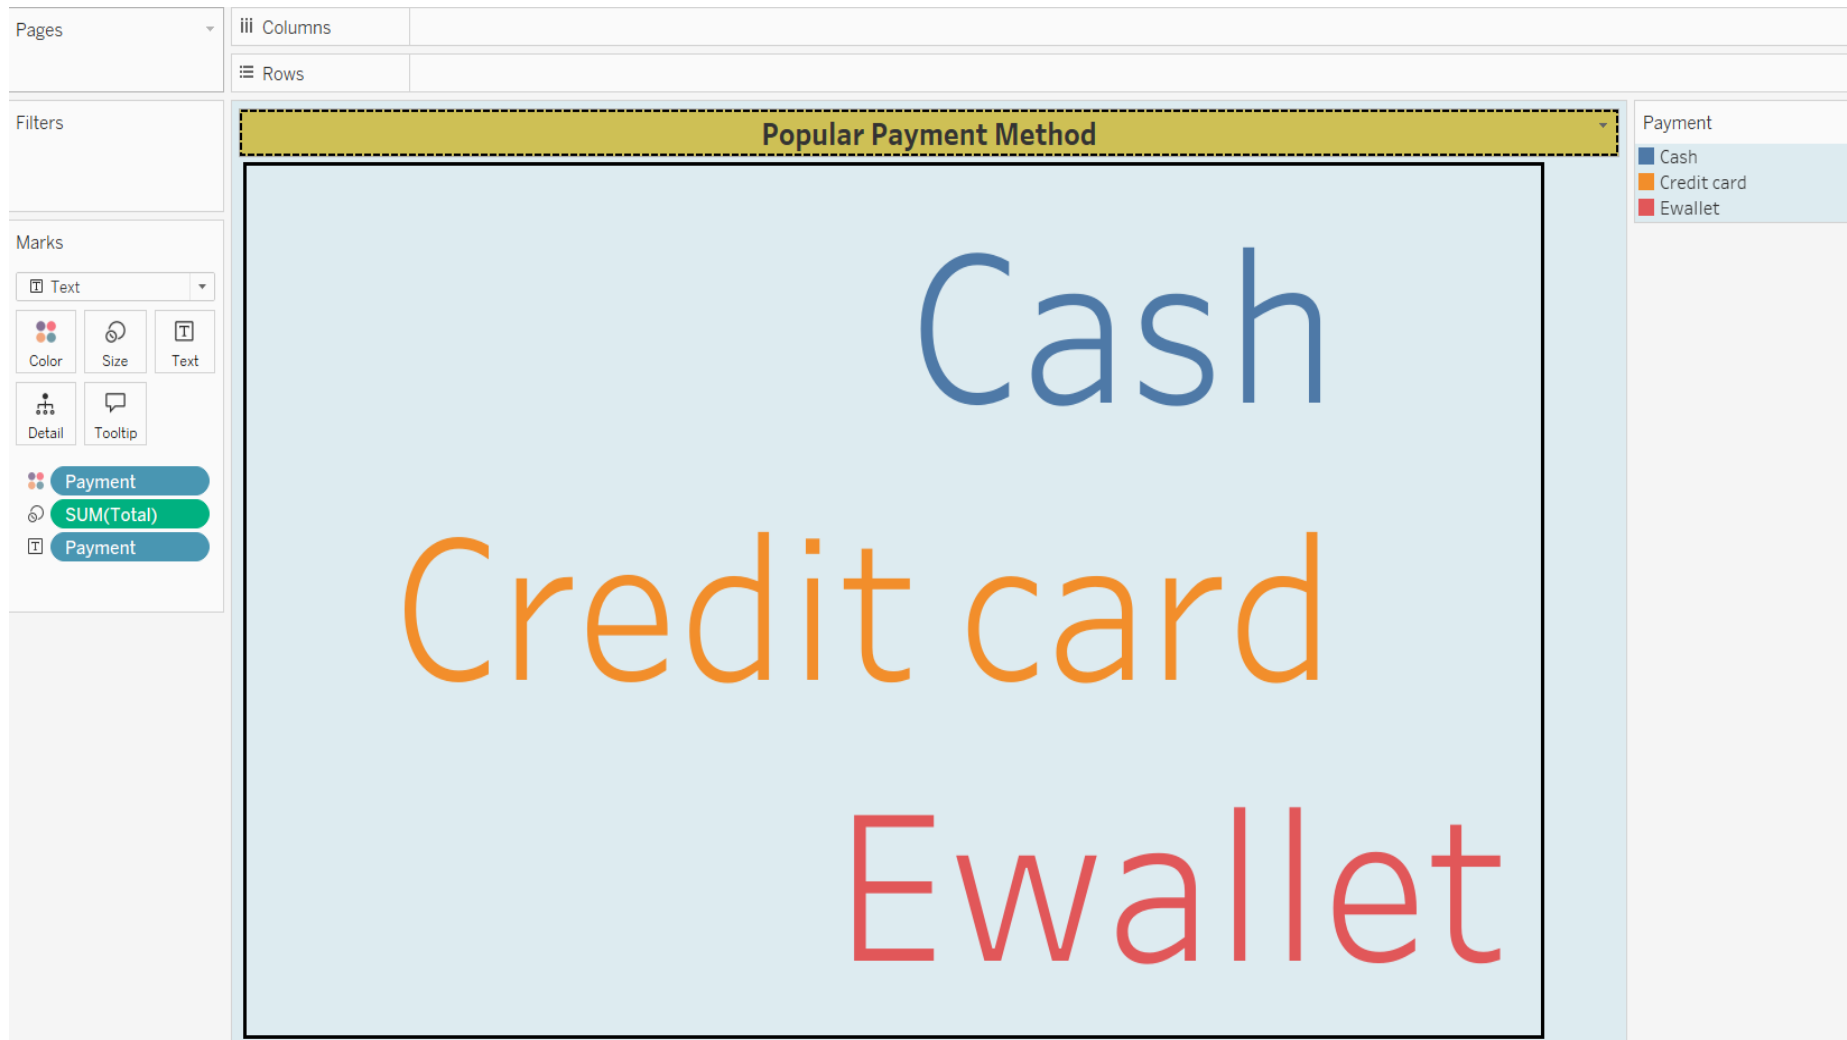 Pages
iii Columns
Rows
Filters
Popular Payment Method
Payment
Cash
Credit card
Ewallet
Marks
T Text
Color
Size
T
Text
Detail
Tooltip
Payment
SUM(Total)
T Payment
Cash
Credit card
Ewallet